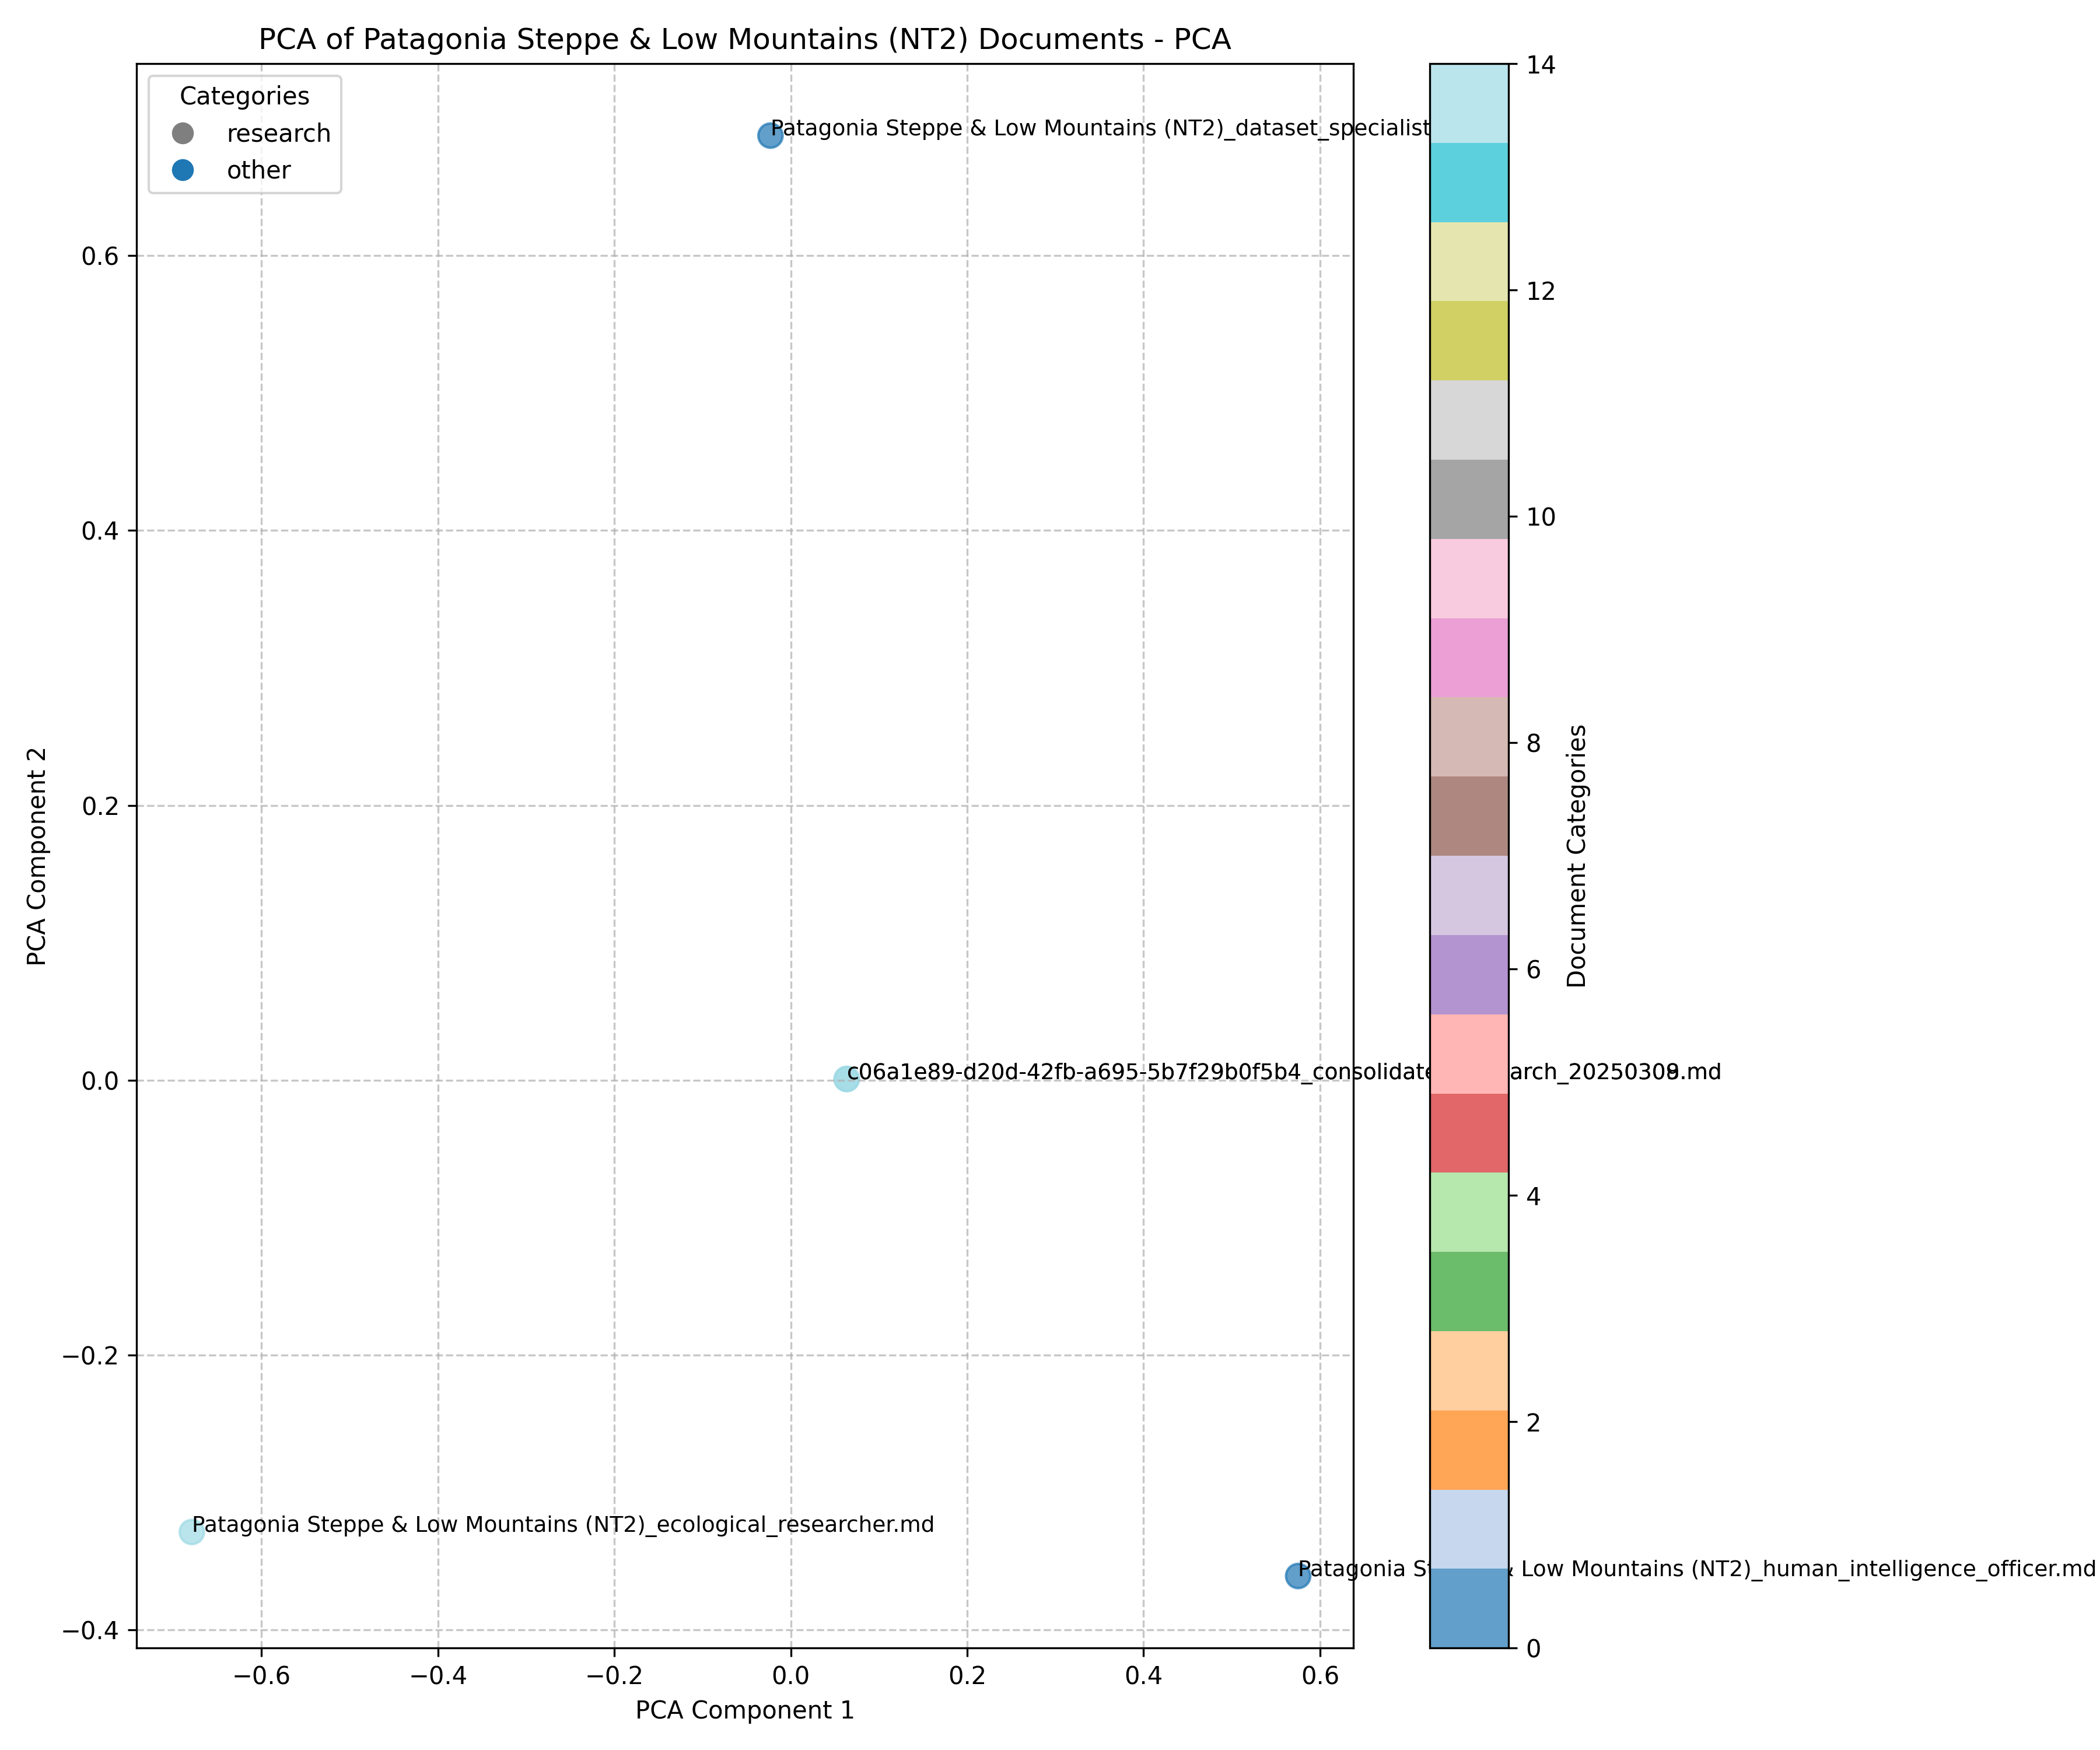 PCA of Patagonia Steppe & Low Mountains (NT2) Documents - PCA
Categories
research
other
Patagonia Steppe & Low Mountains (NT2)_dataset_specialist
c06a1e89-d20d-42fb-a695-5b7f29b0f5b4_consolidate arch_2025030 .md
Patagonia Steppe & Low Mountains (NT2)_ecological_researcher.md
Patagonia S & Low Mountains (NT2)_human_intelligence_officer.md
0.6
0.4
0.2
0.0
−0.2
−0.4
PCA Component 2
−0.6
−0.4
−0.2
0.0
0.2
0.4
0.6
PCA Component 1
14
12
10
8
6
4
2
0
Document Categories